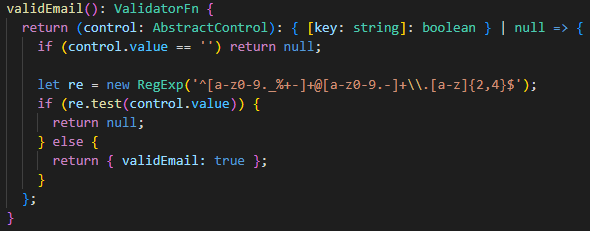 validEmail(): ValidatorFn {
return (control: AbstractControl): { [key: string]: boolean } | null => {
if (control.value == '') return null;
let re = new RegExp('^[a-z0-9._%+-]+@[a-z0-9.-]+\\.[a-z]{2,4}$');
if (re.test(control.value)) {
return null;
} else {
return { validEmail: true };
}
};
}